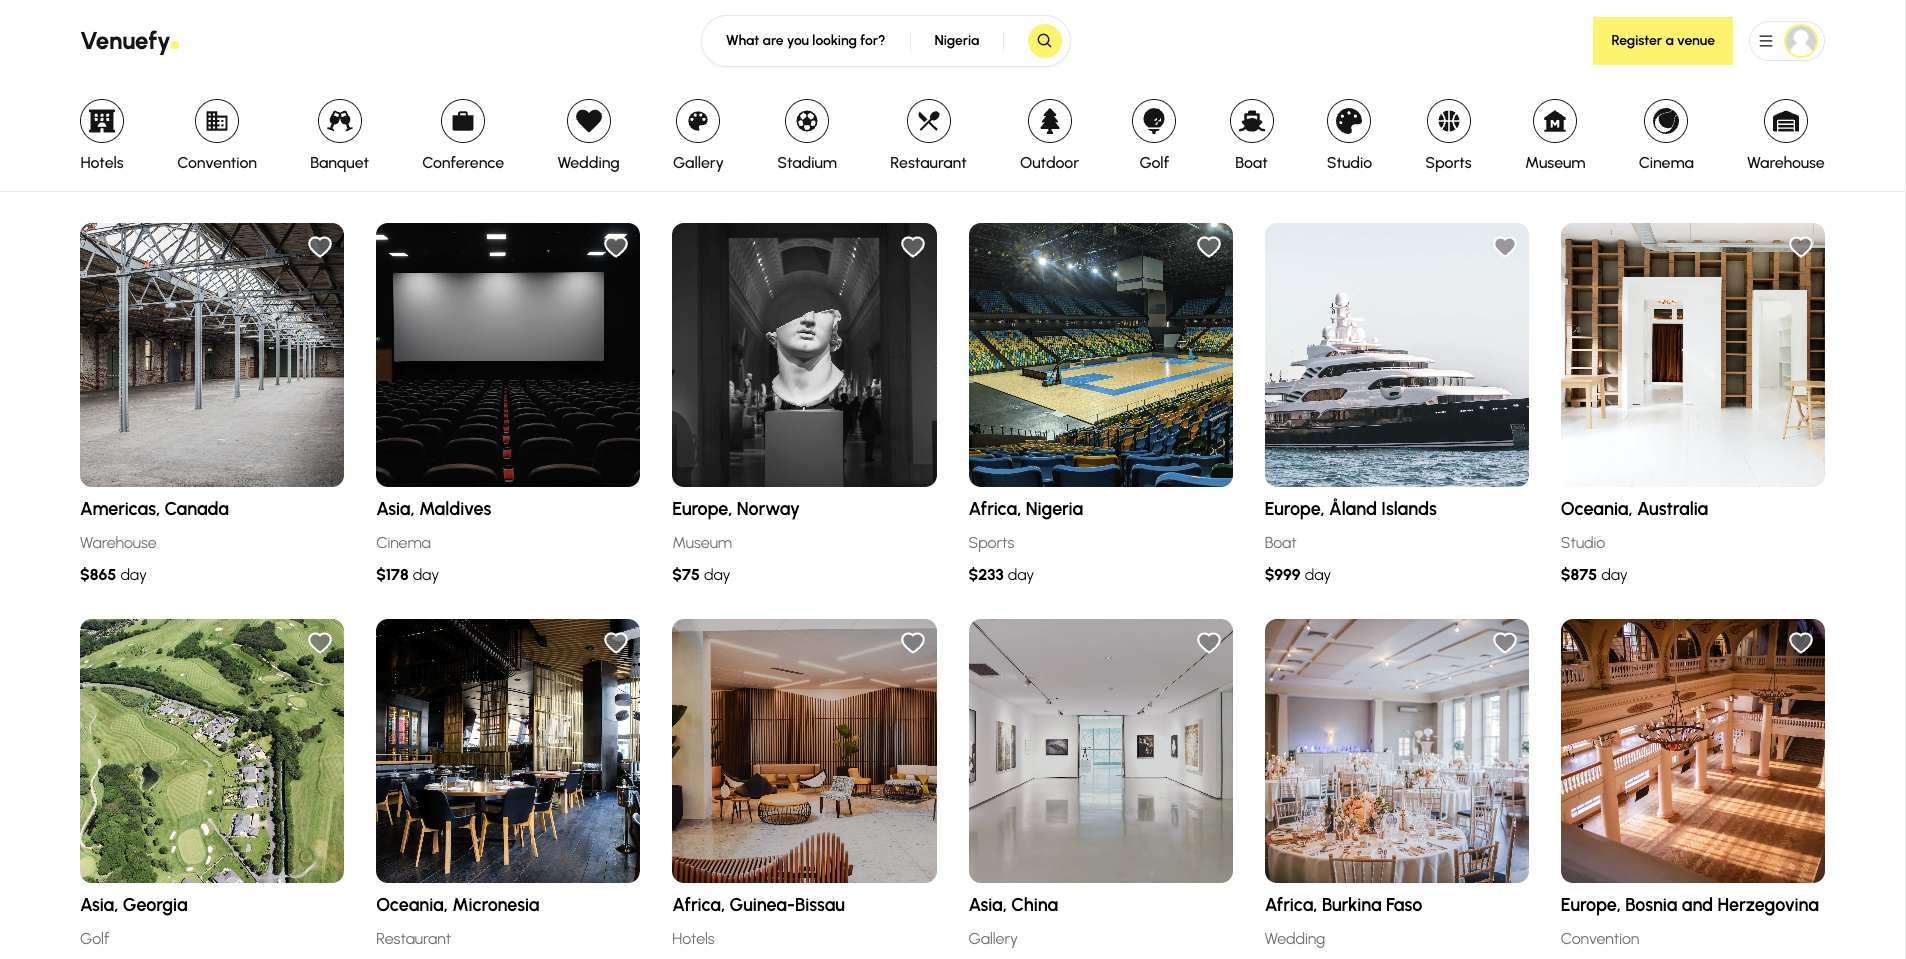 Venuefy.
What are you looking for?
Nigeria
Register a venue
Hotels
Convention
Banquet
Conference
Wedding
Gallery
Stadium
Restaurant
Outdoor
Golf
Boat
Studio
Sports
Museum
Cinema
Warehouse
Americas, Canada
Warehouse
$865 day
Asia, Maldives
Cinema
$178 day
Europe, Norway
Museum
$75 day
Africa, Nigeria
Sports
$233 day
Europe, Åland Islands
Boat
$999 day
Oceania, Australia
Studio
$875 day
Asia, Georgia
Golf
Oceania, Micronesia
Restaurant
Africa, Guinea-Bissau
Hotels
Asia, China
Gallery
Africa, Burkina Faso
Wedding
Europe, Bosnia and Herzegovina
Convention